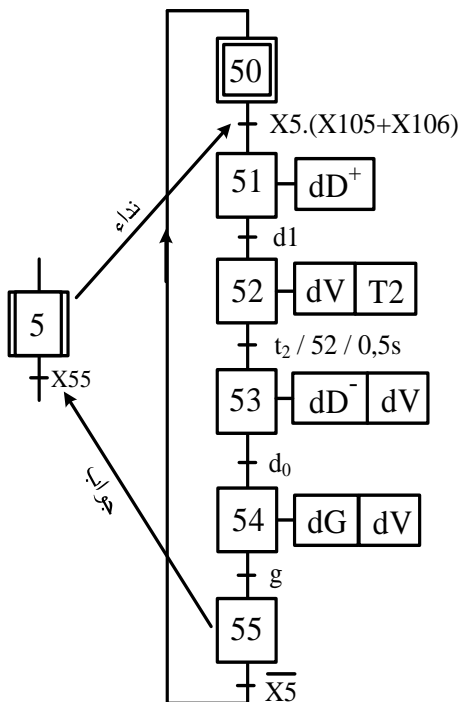 50
X5.(X105+X106)
نداء
51 dD⁺
d1
52 dV T2
5
t₂ / 52 / 0,5s
X55
53 dD⁻ dV
جواب
d₀
54 dG dV
g
55
X̅5̅